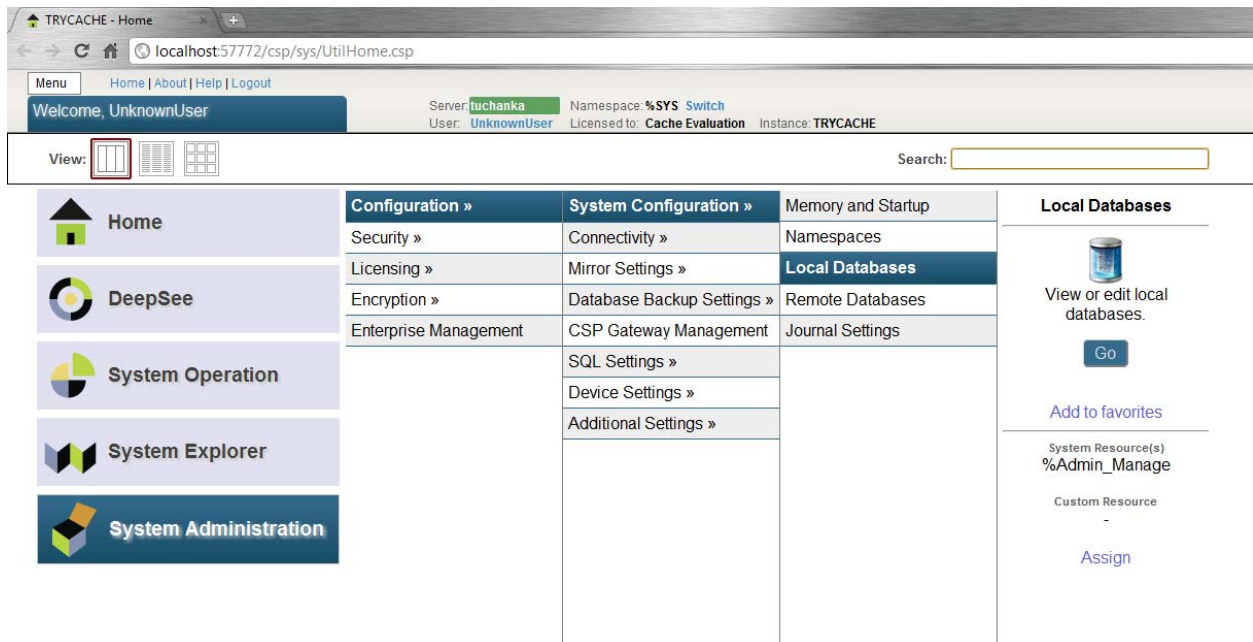 TRYCACHE - Home
localhost:57772/csp/sys/UtilHome.csp
Menu
Home | About | Help | Logout
Welcome, UnknownUser
Server: tuchanka
Namespace: %SYS Switch
User: UnknownUser
Licensed to: Cache Evaluation
Instance: TRYCACHE
View:
Search:
Home
DeepSee
System Operation
System Explorer
System Administration
Configuration »
Security »
Licensing »
Encryption »
Enterprise Management
System Configuration »
Connectivity »
Mirror Settings »
Database Backup Settings »
CSP Gateway Management
SQL Settings »
Device Settings »
Additional Settings »
Memory and Startup
Namespaces
Local Databases
Remote Databases
Journal Settings
Local Databases
View or edit local
databases.
Go
Add to favorites
System Resource(s)
%Admin_Manage
Custom Resource
-
Assign